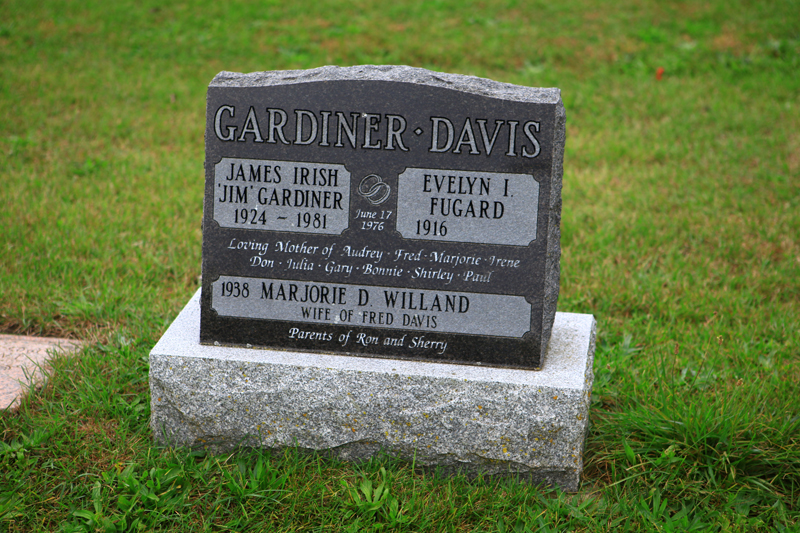 GARDINER · DAVIS
JAMES IRISH
'JIM' GARDINER
1924 - 1981
June 17
1976
EVELYN I.
FUGARD
1916
Loving Mother of Audrey · Fred · Marjorie · Irene
Don · Julia · Gary · Bonnie · Shirley · Paul
1938 MARJORIE D. WILLAND
WIFE OF FRED DAVIS
Parents of Ron and Sherry